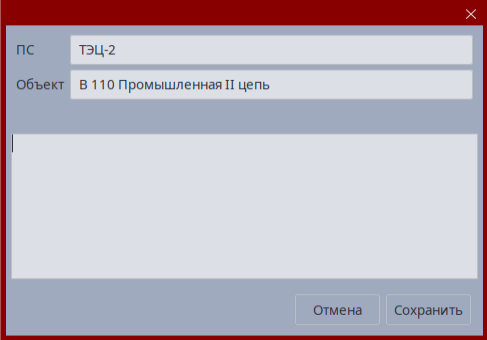 ПС ТЭЦ-2
Объект В 110 Промышленная II цепь
Отмена Сохранить